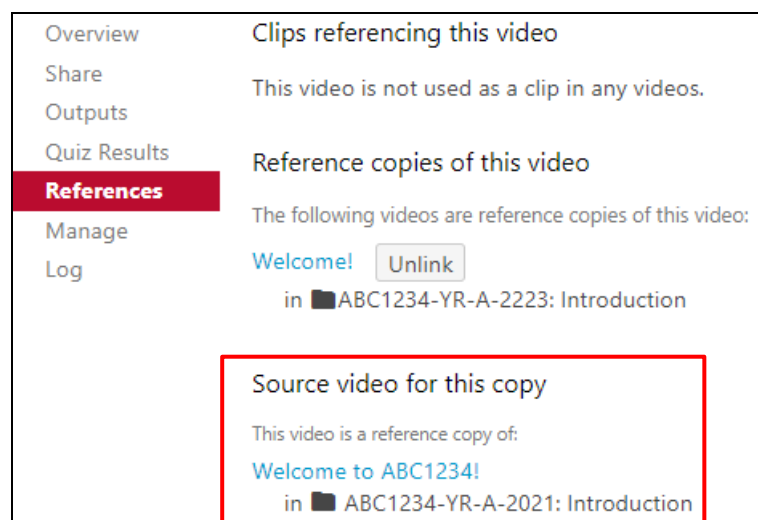 Overview
Share
Outputs
Quiz Results
References
Manage
Log
Clips referencing this video
This video is not used as a clip in any videos.
Reference copies of this video
The following videos are reference copies of this video:
Welcome! Unlink
in ABC1234-YR-A-2223: Introduction
Source video for this copy
This video is a reference copy of:
Welcome to ABC1234!
in ABC1234-YR-A-2021: Introduction